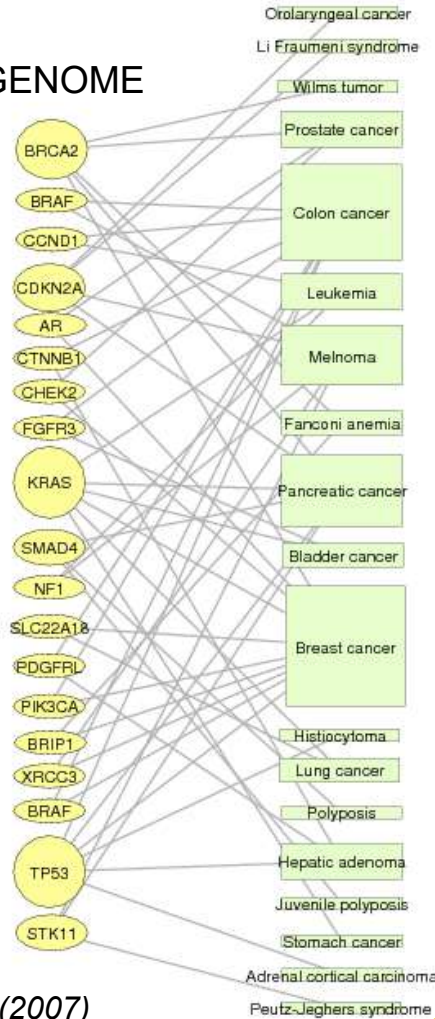 GENOME
BRCA2
BRAF
CCND1
CDKN2A
AR
CTNNB1
CHEK2
FGFR3
KRAS
SMAD4
NF1
SLC22A18
PDGFRL
PIK3CA
BRIP1
XRCC3
BRAF
TP53
STK11
Orolaryngeal cancer
Li Fraumeni syndrome
Wilms tumor
Prostate cancer
Colon cancer
Leukemia
Melnoma
Fanconi anemia
Pancreatic cancer
Bladder cancer
Breast cancer
Histiocytoma
Lung cancer
Polyposis
Hepatic adenoma
Juvenile polyposis
Stomach cancer
Adrenal cortical carcinoma
Peutz-Jeghers syndrome
(2007)